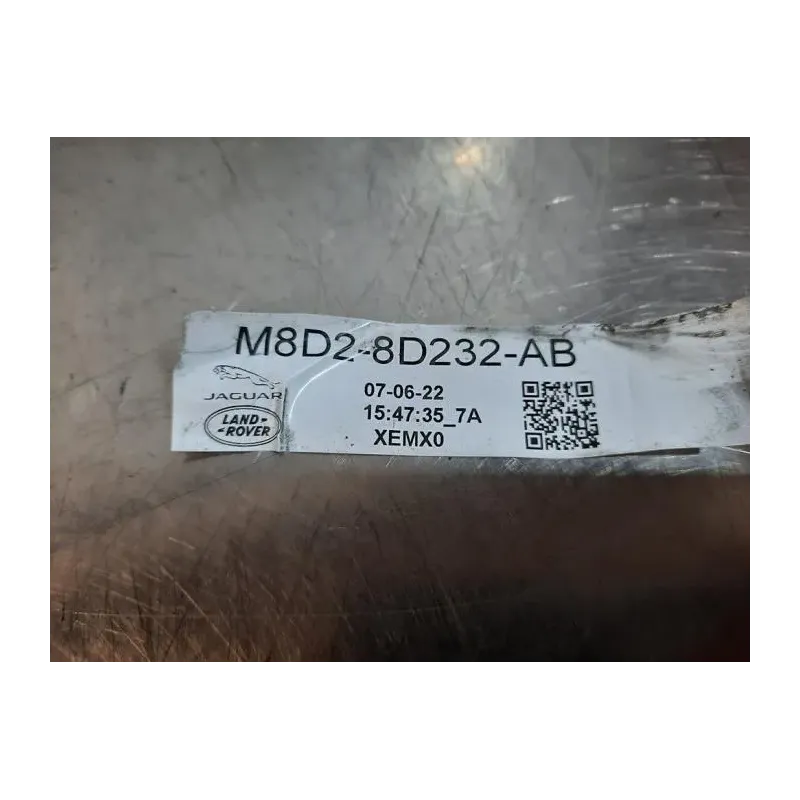 M8D2-8D232-AB
JAGUAR
LAND-
-ROVER
07-06-22
15:47:35_7A
XEMX0